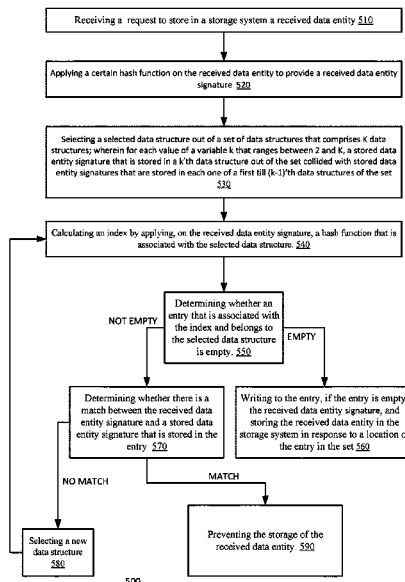 Receiving a request to store in a storage system a received data entity 510
Applying a certain hash function on the received data entity to provide a received data entity
signature 520
Selecting a selected data structure out of a set of data structures that comprises K data
structures; wherein for each value of a variable k that ranges between 2 and K, a stored data
entity signature that is stored in a k'th data structure out of the set collided with stored data
entity signatures that are stored in each one of a first till (k-1)'th data structures of the set
530
Calculating an index by applying, on the received data entity signature, a hash function that is
associated with the selected data structure. 540
Determining whether an
entry that is associated with
the index and belongs to
the selected data structure
is empty. 550
NOT EMPTY
EMPTY
Determining whether there is a
match between the received data
entity signature and a stored data
entity signature that is stored in the
entry 570
Writing to the entry, if the entry is empty,
the received data entity signature, and
storing the received data entity in the
storage system in response to a location of
the entry in the set 560
NO MATCH
MATCH
Selecting a new
data structure
580
Preventing the storage of the
received data entity. 590
500